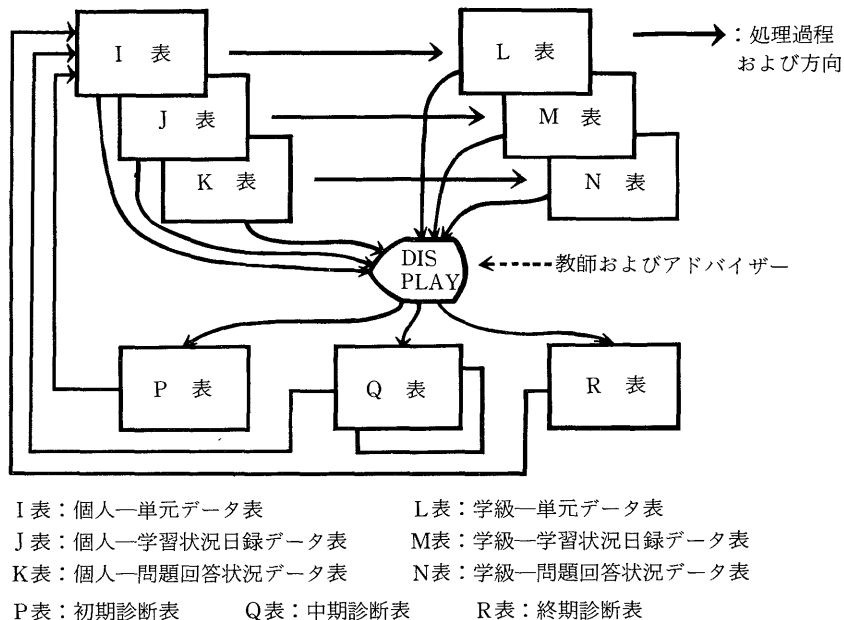 I 表
L 表
：処理過程
および方向
J 表
M 表
K 表
N 表
DIS
PLAY
教師およびアドバイザー
P 表
Q 表
R 表
I表：個人―単元データ表
L表：学級―単元データ表
J表：個人―学習状況日録データ表
M表：学級―学習状況日録データ表
K表：個人―問題回答状況データ表
N表：学級―問題回答状況データ表
P表：初期診断表
Q表：中期診断表
R表：終期診断表